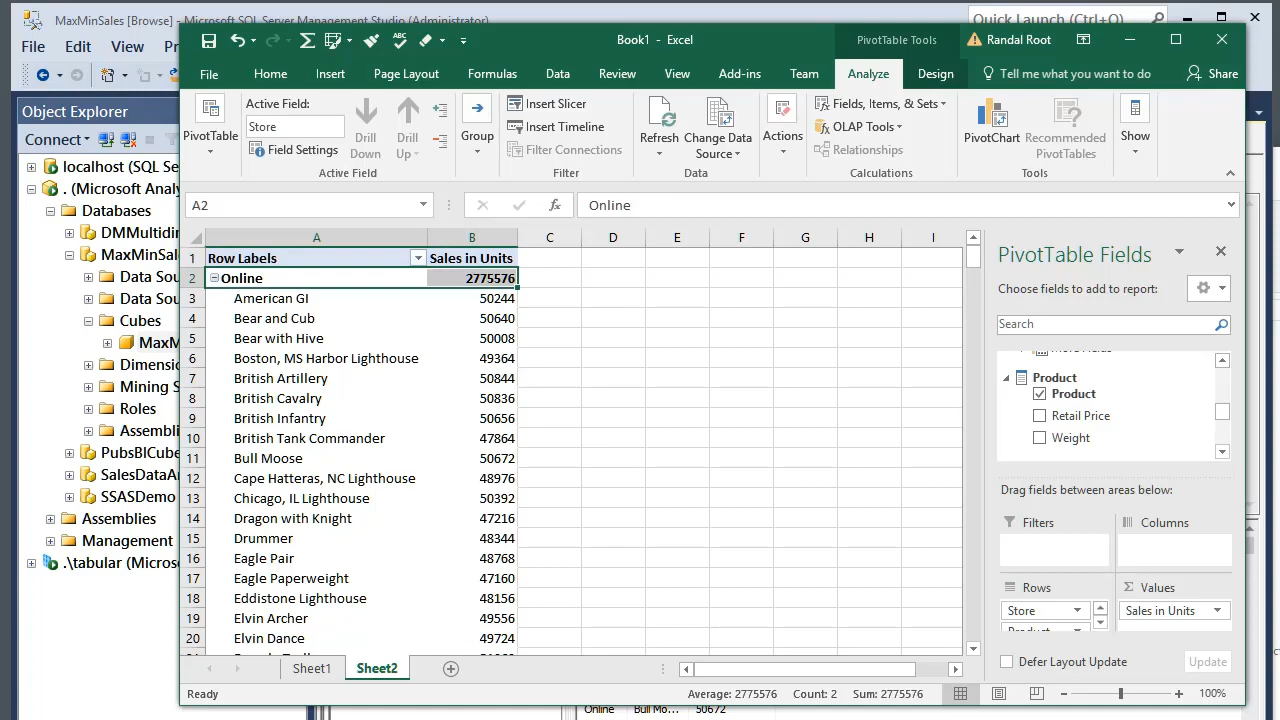 MaxMinSales [Browse] - Microsoft SQL Server Management Studio (Administrator)
Quick Launch (Ctrl+Q)
File Edit View
Object Explorer
Connect
localhost (SQL Se
. (Microsoft Analy
Databases
DMMultidi
MaxMinSal
Data Sou
Data Sou
Cubes
MaxM
Dimensio
Mining S
Roles
Assembli
PubsBICube
SalesDataAn
SSASDemo
Assemblies
Management
.\tabular (Microso
Book1 - Excel
PivotTable Tools
Randal Root
File Home Insert Page Layout Formulas Data Review View Add-ins Team Analyze Design Tell me what you want to do Share
PivotTable
Active Field:
Store
Field Settings
Drill Down
Drill Up
Active Field
Group
Insert Slicer
Insert Timeline
Filter Connections
Filter
Refresh
Change Data Source
Data
Actions
Fields, Items, & Sets
OLAP Tools
Relationships
Calculations
PivotChart
Recommended PivotTables
Tools
Show
A2 fx Online
A B C D E F G H I
1 Row Labels Sales in Units
2 Online 2775576
3 American GI 50244
4 Bear and Cub 50640
5 Bear with Hive 50008
6 Boston, MS Harbor Lighthouse 49364
7 British Artillery 50844
8 British Cavalry 50836
9 British Infantry 50656
10 British Tank Commander 47864
11 Bull Moose 50672
12 Cape Hatteras, NC Lighthouse 48976
13 Chicago, IL Lighthouse 50392
14 Dragon with Knight 47216
15 Drummer 48344
16 Eagle Pair 48768
17 Eagle Paperweight 47160
18 Eddistone Lighthouse 48156
19 Elvin Archer 49556
20 Elvin Dance 49724
Sheet1 Sheet2
Ready
Average: 2775576 Count: 2 Sum: 2775576
100%
PivotTable Fields
Choose fields to add to report:
Search
Product
Product
Retail Price
Weight
Drag fields between areas below:
Filters
Columns
Rows
Values
Store
Sales in Units
Defer Layout Update
Update
Online Bull Mo... 50672